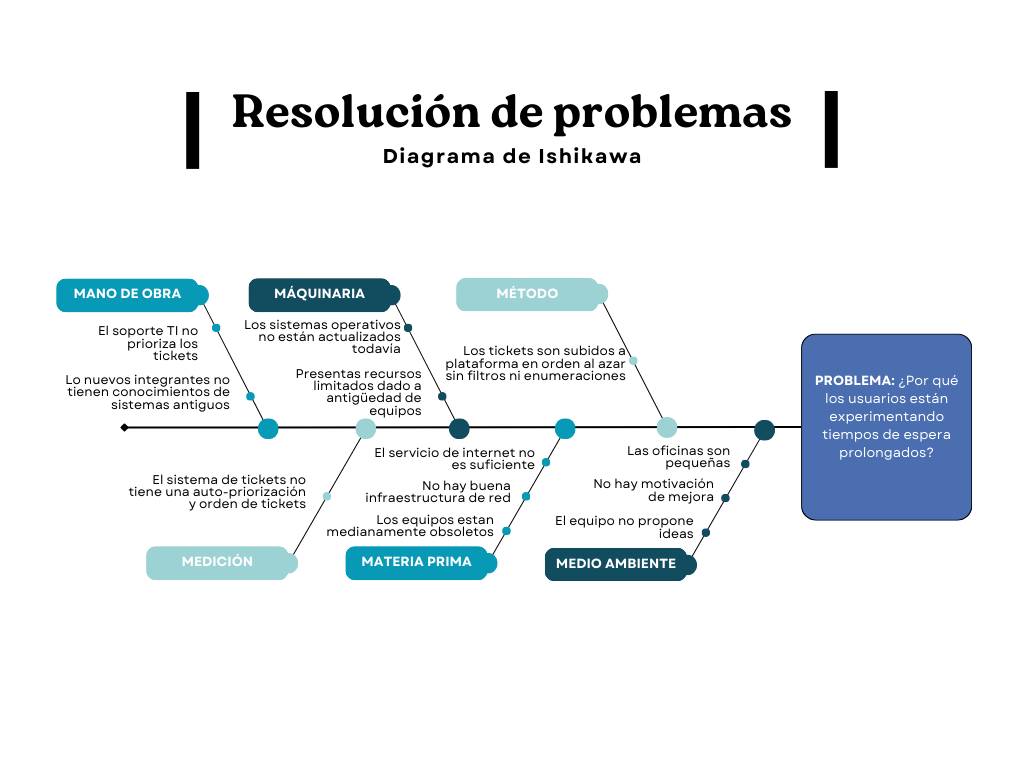 Resolución de problemas
Diagrama de Ishikawa
MANO DE OBRA
El soporte TI no
prioriza los
tickets
Lo nuevos integrantes no
tienen conocimientos de
sistemas antiguos
MÁQUINARIA
Los sistemas operativos
no están actualizados
todavía
Presentas recursos
limitados dado a
antigüedad de
equipos
MÉTODO
Los tickets son subidos a
plataforma en orden al azar
sin filtros ni enumeraciones
PROBLEMA: ¿Por qué
los usuarios están
experimentando
tiempos de espera
prolongados?
El sistema de tickets no
tiene una auto-priorización
y orden de tickets
MEDICIÓN
El servicio de internet no
es suficiente
No hay buena
infraestructura de red
Los equipos estan
medianamente obsoletos
MATERIA PRIMA
Las oficinas son
pequeñas
No hay motivación
de mejora
El equipo no propone
ideas
MEDIO AMBIENTE